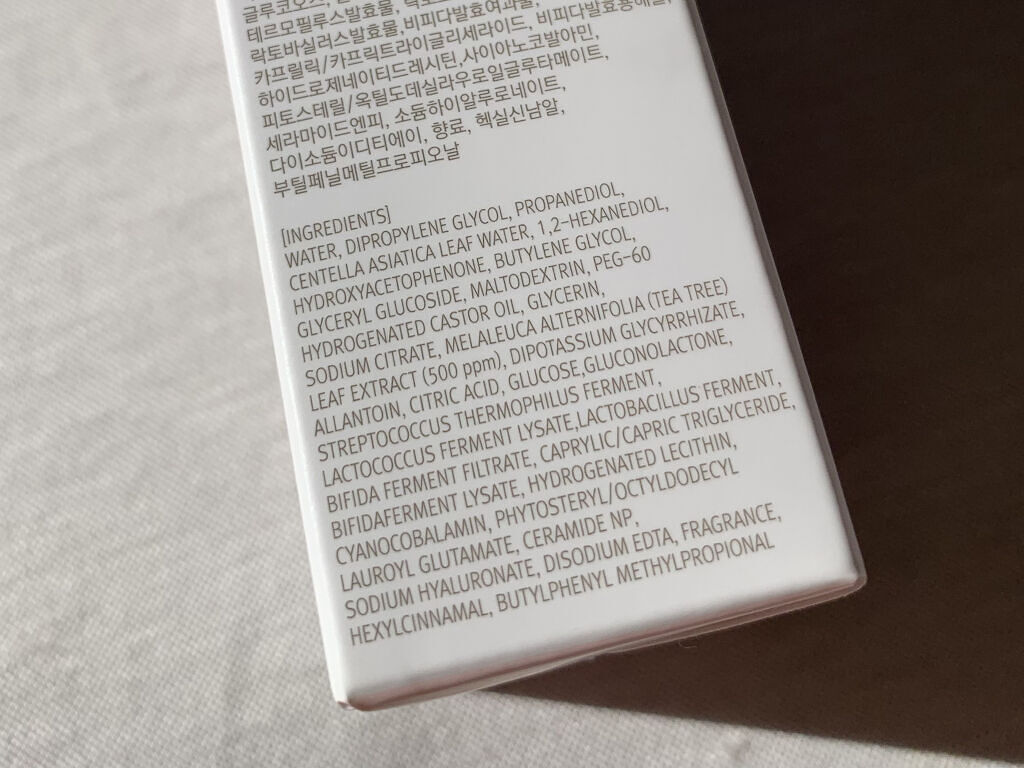 글루코오스,
테르모필루스발효물, 비피다발효여과물,
락토바실러스발효물,비피다발효용해물,
카프릴릭/카프릭트라이글리세라이드,
하이드로제네이티드레시틴,사이아노코발아민,
피토스테릴/옥틸도데실라우로일글루타메이트,
세라마이드엔피, 소듐하이알루로네이트,
다이소듐이디티에이, 향료, 헥실신남알,
부틸페닐메틸프로피오날
[INGREDIENTS]
WATER, DIPROPYLENE GLYCOL, PROPANEDIOL,
CENTELLA ASIATICA LEAF WATER, 1,2-HEXANEDIOL,
HYDROXYACETOPHENONE, BUTYLENE GLYCOL,
GLYCERYL GLUCOSIDE, MALTODEXTRIN, PEG-60
HYDROGENATED CASTOR OIL, GLYCERIN,
SODIUM CITRATE, MELALEUCA ALTERNIFOLIA (TEA TREE)
LEAF EXTRACT (500 ppm), DIPOTASSIUM GLYCYRRHIZATE,
ALLANTOIN, CITRIC ACID, GLUCOSE,GLUCONOLACTONE,
STREPTOCOCCUS THERMOPHILUS FERMENT,
LACTOCOCCUS FERMENT LYSATE,LACTOBACILLUS FERMENT,
BIFIDA FERMENT FILTRATE, CAPRYLIC/CAPRIC TRIGLYCERIDE,
BIFIDAFERMENT LYSATE, HYDROGENATED LECITHIN,
CYANOCOBALAMIN, PHYTOSTERYL/OCTYLDODECYL
LAUROYL GLUTAMATE, CERAMIDE NP,
SODIUM HYALURONATE, DISODIUM EDTA, FRAGRANCE,
HEXYLCINNAMAL, BUTYLPHENYL METHYLPROPIONAL